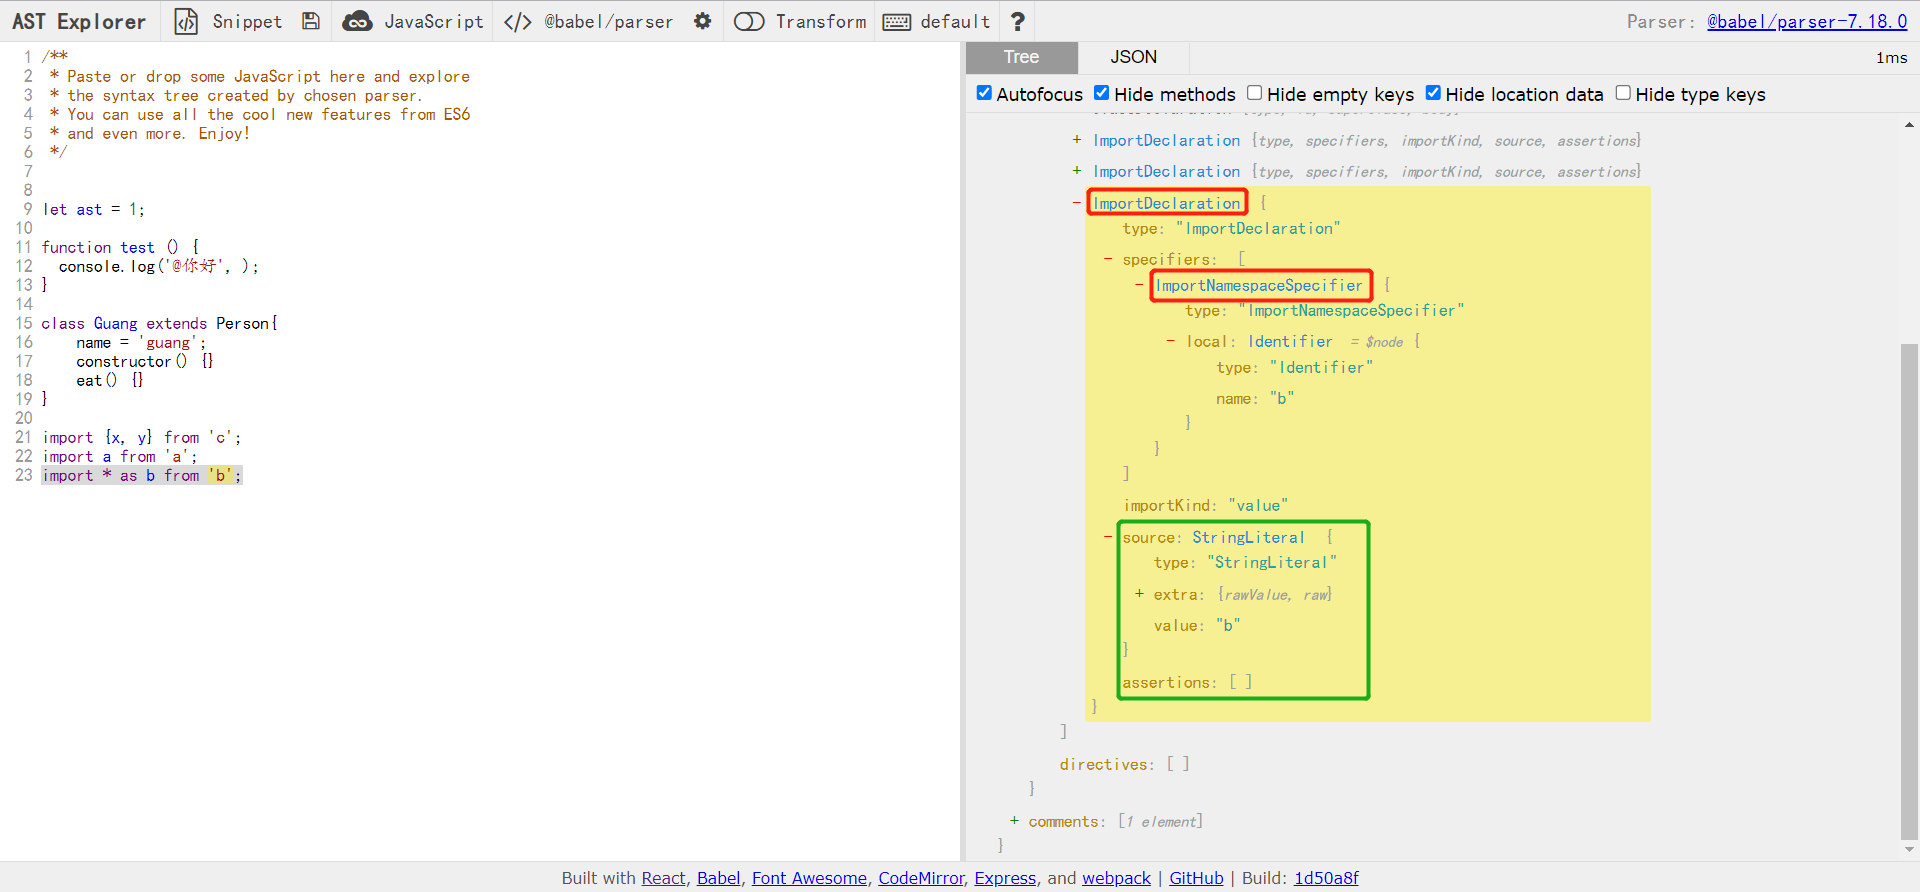 AST Explorer Snippet JavaScript </> @babel/parser Transform default ? Parser: @babel/parser-7.18.0
1 /**
2 * Paste or drop some JavaScript here and explore
3 * the syntax tree created by chosen parser.
4 * You can use all the cool new features from ES6
5 * and even more. Enjoy!
6 */
7
8
9 let ast = 1;
10
11 function test () {
12 console.log('@你好', );
13 }
14
15 class Guang extends Person{
16 name = 'guang';
17 constructor() {}
18 eat() {}
19 }
20
21 import {x, y} from 'c';
22 import a from 'a';
23 import * as b from 'b';
Tree JSON 1ms
Autofocus Hide methods Hide empty keys Hide location data Hide type keys
+ ImportDeclaration {type, specifiers, importKind, source, assertions}
+ ImportDeclaration {type, specifiers, importKind, source, assertions}
- ImportDeclaration {
type: "ImportDeclaration"
- specifiers: [
- ImportNamespaceSpecifier {
type: "ImportNamespaceSpecifier"
- local: Identifier = $node {
type: "Identifier"
name: "b"
}
}
]
importKind: "value"
- source: StringLiteral {
type: "StringLiteral"
+ extra: {rawValue, raw}
value: "b"
}
assertions: [ ]
}
]
directives: [ ]
}
+ comments: [1 element]
}
Built with React, Babel, Font Awesome, CodeMirror, Express, and webpack | GitHub | Build: 1d50a8f